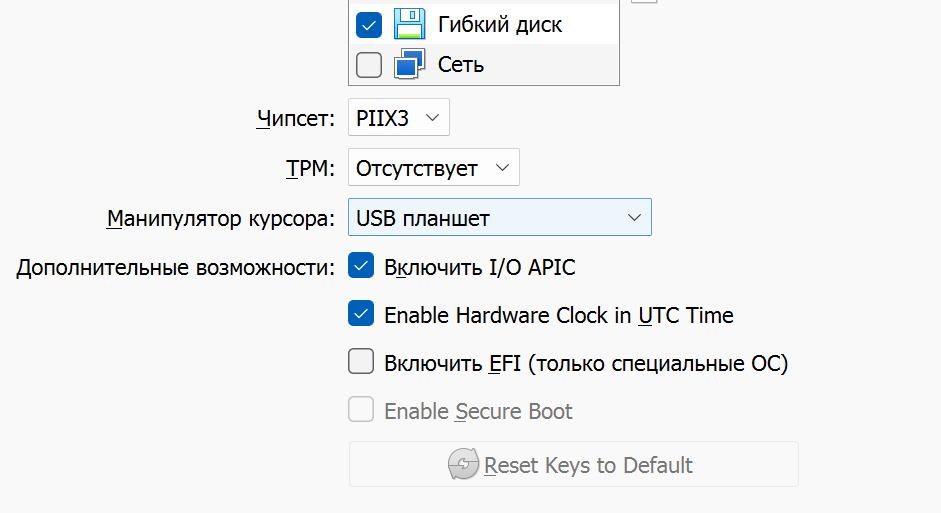 Гибкий диск
Сеть
Чипсет: PIIX3
TPM: Отсутствует
Манипулятор курсора: USB планшет
Дополнительные возможности: Включить I/O APIC
Enable Hardware Clock in UTC Time
Включить EFI (только специальные ОС)
Enable Secure Boot
Reset Keys to Default